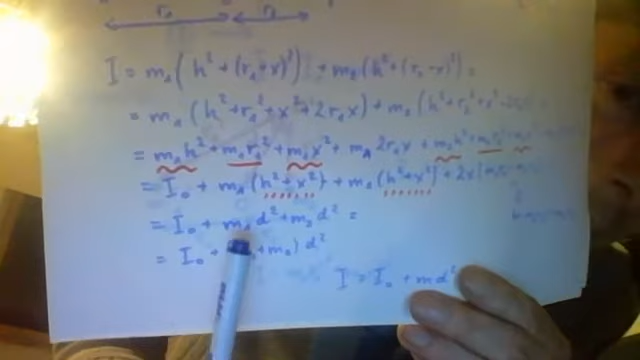 r₁ r₂
I = m₁(h² + (r₁+x)²) + m₂(h² + (r₂-x)²) =
= m₁(h² + r₁² + x² + 2r₁x) + m₂(h² + r₂² + x² -
= m₁h² + m₁r₁² + m₁x² + m₁2r₁x + m₂h² + m₂r₂² +
= I₀ + m₁(h² + x²) + m₂(h² + x²) + 2x(
= I₀ + m₁d² + m₂d² =
= I₀ + + m₂)d²
I = I₀ + md²